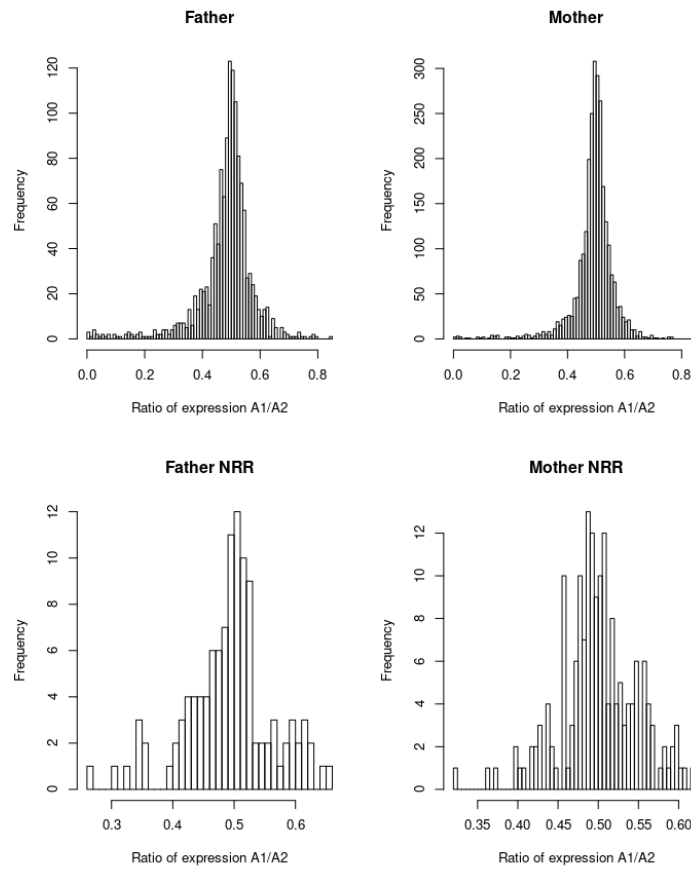 Father
Frequency
0 20 40 60 80 100 120
0.0 0.2 0.4 0.6 0.8
Ratio of expression A1/A2
Mother
Frequency
0 50 100 150 200 250 300
0.0 0.2 0.4 0.6 0.8
Ratio of expression A1/A2
Father NRR
Frequency
0 2 4 6 8 10 12
0.3 0.4 0.5 0.6
Ratio of expression A1/A2
Mother NRR
Frequency
0 2 4 6 8 10 12
0.35 0.40 0.45 0.50 0.55 0.60
Ratio of expression A1/A2